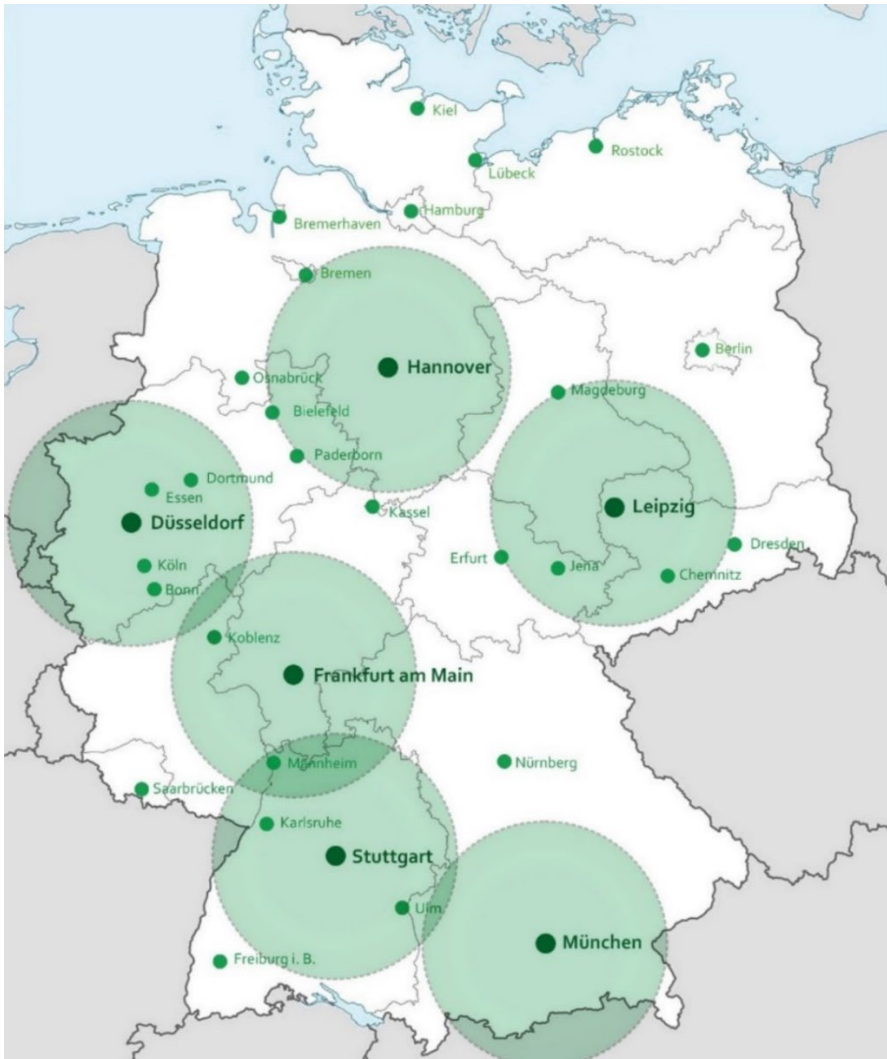 Kiel
Rostock
Lübeck
Hamburg
Bremerhaven
Bremen
Berlin
Hannover
Osnabrück
Magdeburg
Bielefeld
Paderborn
Dortmund
Essen
Kassel
Leipzig
Düsseldorf
Dresden
Erfurt
Köln
Jena
Chemnitz
Bonn
Koblenz
Frankfurt am Main
Mannheim
Nürnberg
Saarbrücken
Karlsruhe
Stuttgart
Ulm
München
Freiburg i. B.